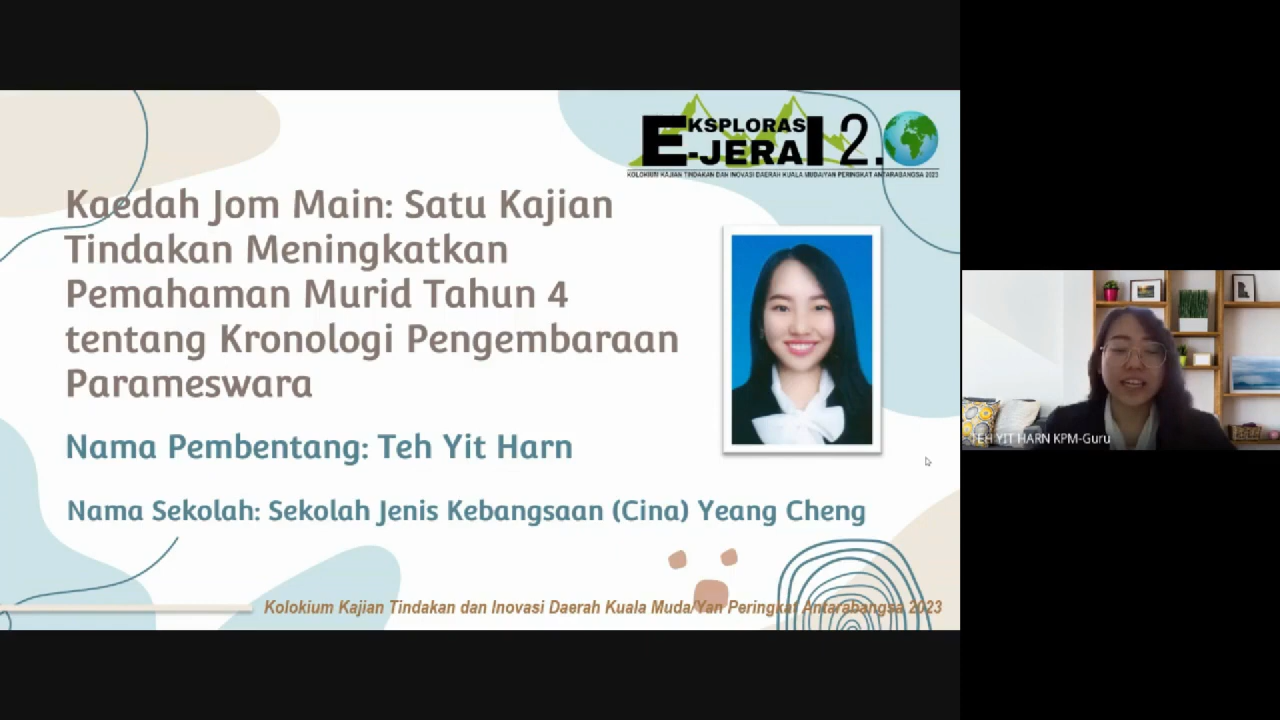 EKSPLORASI 2.
E-JERAI
KOLOKIUM KAJIAN TINDAKAN DAN INOVASI DAERAH KUALA MUDA/YAN PERINGKAT ANTARABANGSA 2023
Kaedah Jom Main: Satu Kajian
Tindakan Meningkatkan
Pemahaman Murid Tahun 4
tentang Kronologi Pengembaraan
Parameswara
Nama Pembentang: Teh Yit Harn
Nama Sekolah: Sekolah Jenis Kebangsaan (Cina) Yeang Cheng
Kolokium Kajian Tindakan dan Inovasi Daerah Kuala Muda/Yan Peringkat Antarabangsa 2023
TEH YIT HARN KPM-Guru